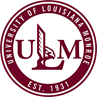 UNIVERSITY OF LOUISIANA MONROE
ULM
EST. 1931